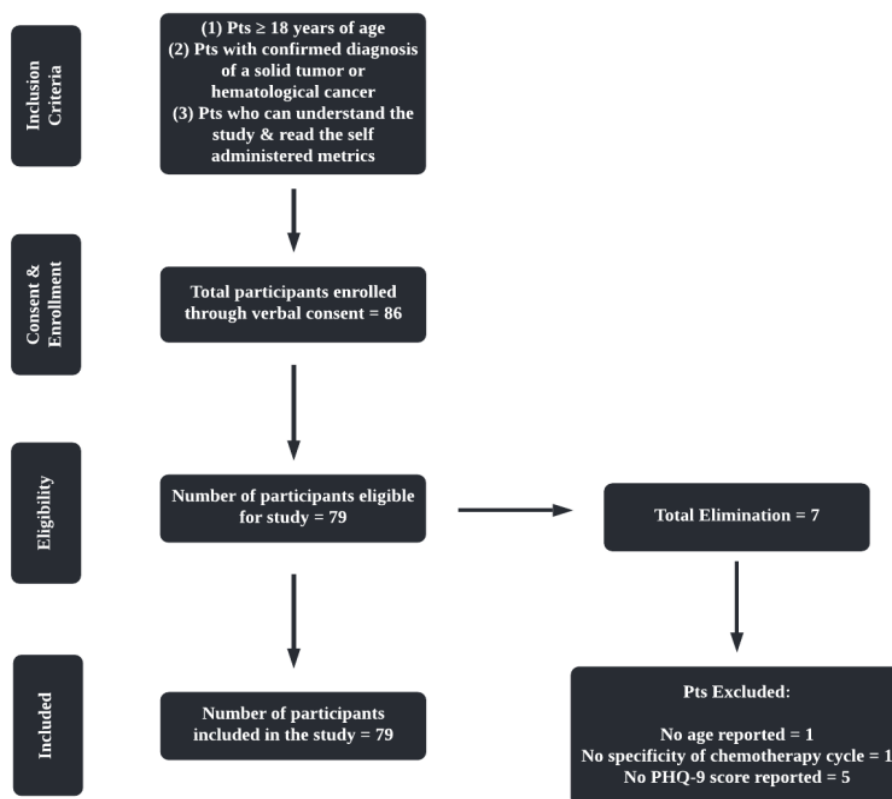 Inclusion
Criteria
(1) Pts ≥ 18 years of age
(2) Pts with confirmed diagnosis
of a solid tumor or
hematological cancer
(3) Pts who can understand the
study & read the self
administered metrics
Consent &
Enrollment
Total participants enrolled
through verbal consent = 86
Eligibility
Number of participants eligible
for study = 79
Total Elimination = 7
Included
Number of participants
included in the study = 79
Pts Excluded:
No age reported = 1
No specificity of chemotherapy cycle = 1
No PHQ-9 score reported = 5